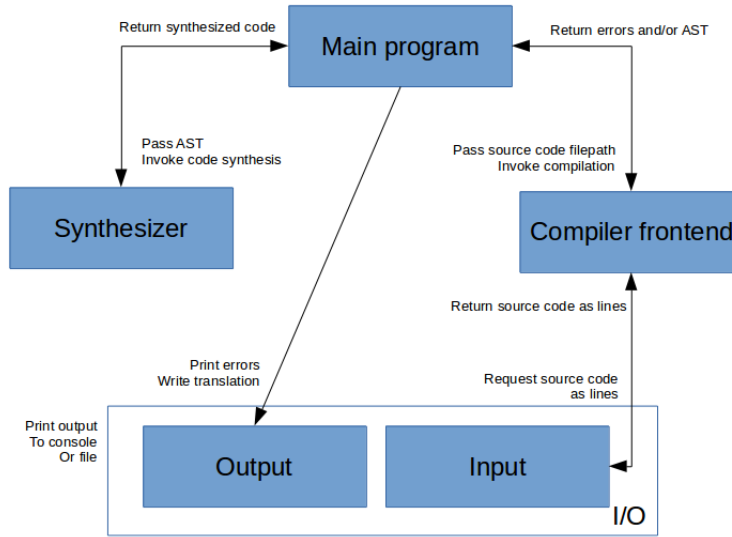 Return synthesized code
Main program
Return errors and/or AST
Pass AST
Invoke code synthesis
Pass source code filepath
Invoke compilation
Synthesizer
Compiler frontend
Return source code as lines
Print errors
Write translation
Request source code
as lines
Print output
To console
Or file
Output
Input
I/O